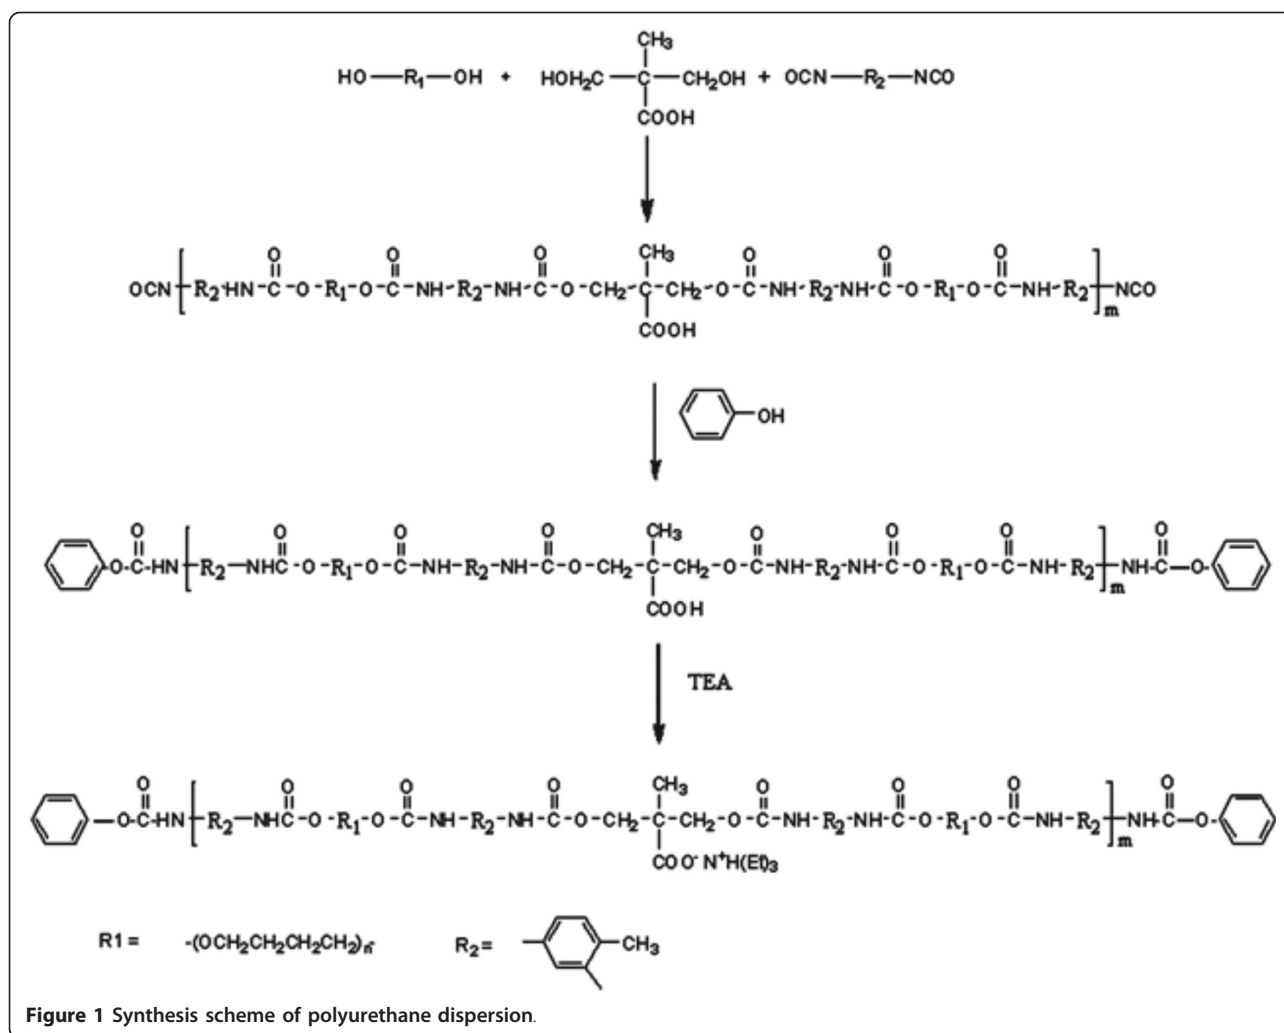 CH₃
HO—R₁—OH + HOH₂C—C—CH₂OH + OCN—R₂—NCO
COOH
O O O CH₃ O O O
OCN[R₂-HN-C-O-R₁-O-C-NH-R₂-NH-C-O-CH₂-C-CH₂-O-C-NH-R₂-NH-C-O-R₁-O-C-NH-R₂]m-NCO
COOH
OH
O O O O CH₃ O O O O
O-C-HN[R₂-NHC-O-R₁-O-C-NH-R₂-NH-C-O-CH₂-C-CH₂-O-C-NH-R₂-NH-C-O-R₁-O-C-NH-R₂]m-NH-C-O
COOH
TEA
O O O O CH₃ O O O O
O-C-HN[R₂-NH-C-O-R₁-O-C-NH-R₂-NH-C-O-CH₂-C-CH₂-O-C-NH-R₂-NH-C-O-R₁-O-C-NH-R₂]m-NH-C-O
COO⁻ N⁺H(Et)₃
R1 = -(OCH₂CH₂CH₂CH₂)n- R₂ = CH₃
Figure 1 Synthesis scheme of polyurethane dispersion.